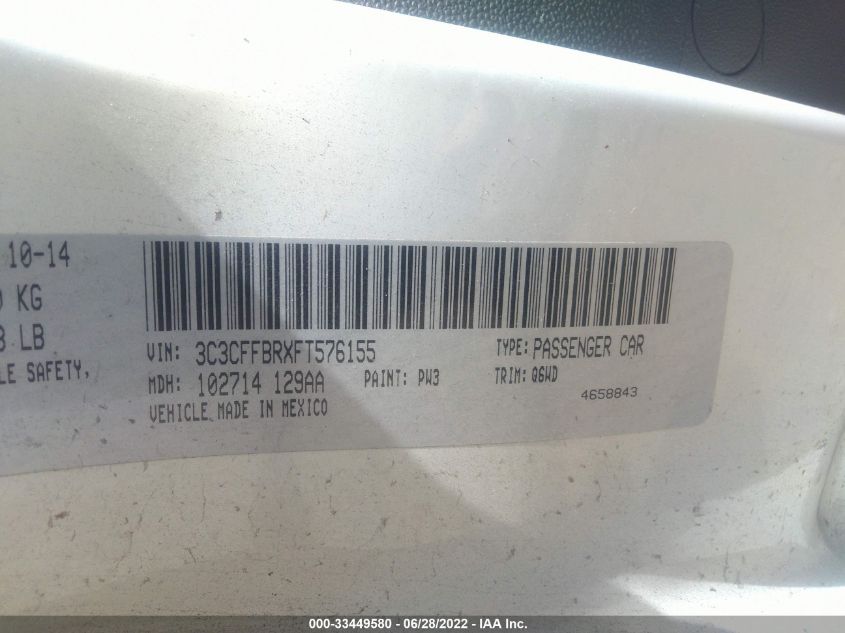 10-14
KG
LB
SAFETY,
VIN: 3C3CFFBRXFT576155 TYPE: PASSENGER CAR
MDH: 102714 129AA PAINT: PW3 TRIM: Q6WD
VEHICLE MADE IN MEXICO 4658843
000-33449580 - 06/28/2022 - IAA Inc.